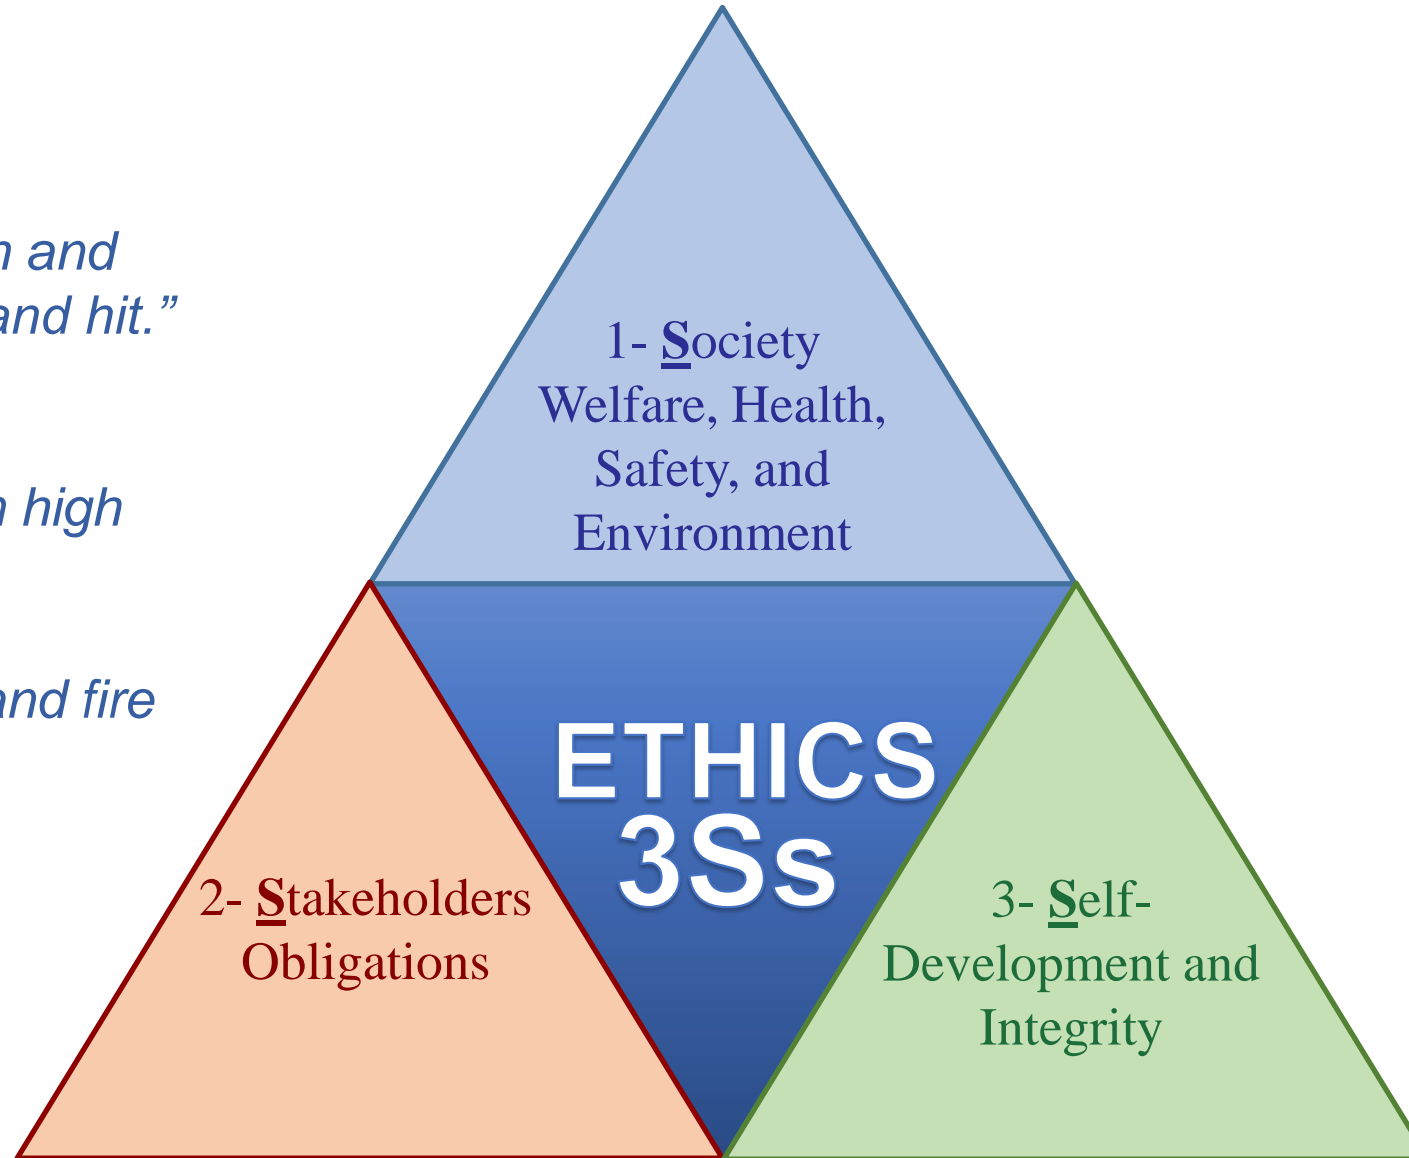 n and
and hit.”
n high
and fire
1- Society
Welfare, Health,
Safety, and
Environment
ETHICS
3Ss
2- Stakeholders
Obligations
3- Self-
Development and
Integrity